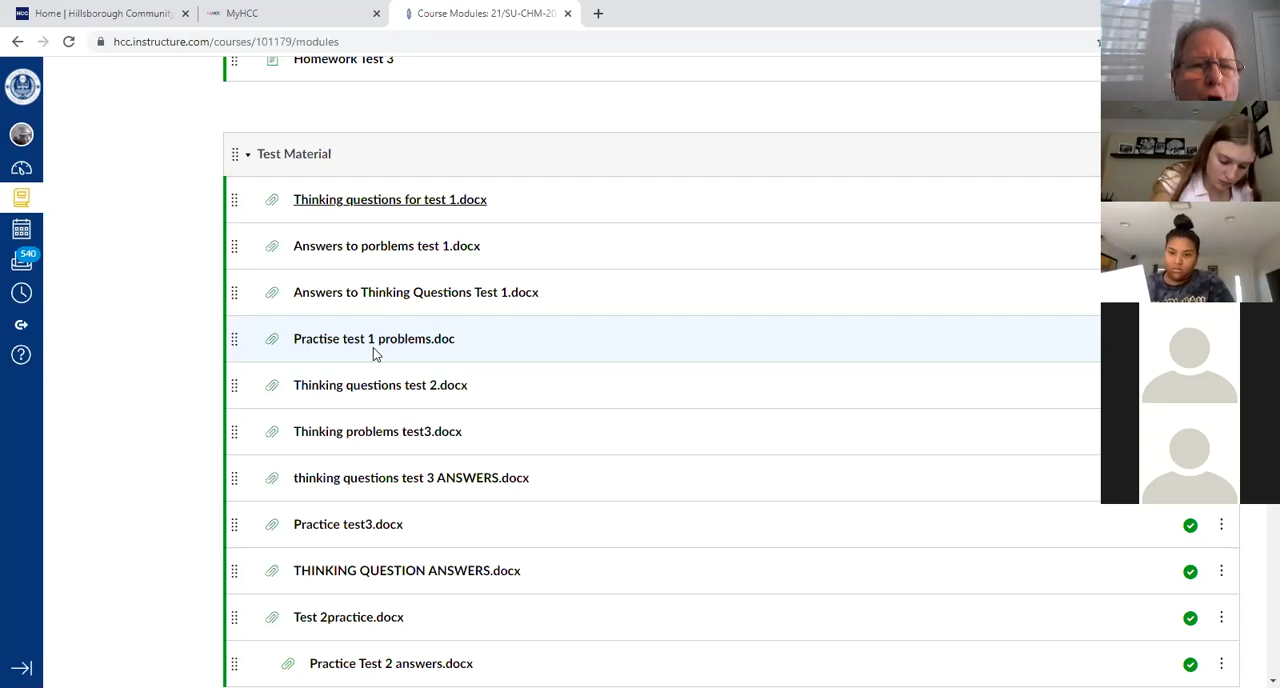 Home | Hillsborough Community
MyHCC
Course Modules: 21/SU-CHM-20
hcc.instructure.com/courses/101179/modules
Homework Test 3
Test Material
Thinking questions for test 1.docx
Answers to porblems test 1.docx
Answers to Thinking Questions Test 1.docx
Practise test 1 problems.doc
540
Thinking questions test 2.docx
Thinking problems test3.docx
thinking questions test 3 ANSWERS.docx
Practice test3.docx
THINKING QUESTION ANSWERS.docx
Test 2practice.docx
Practice Test 2 answers.docx